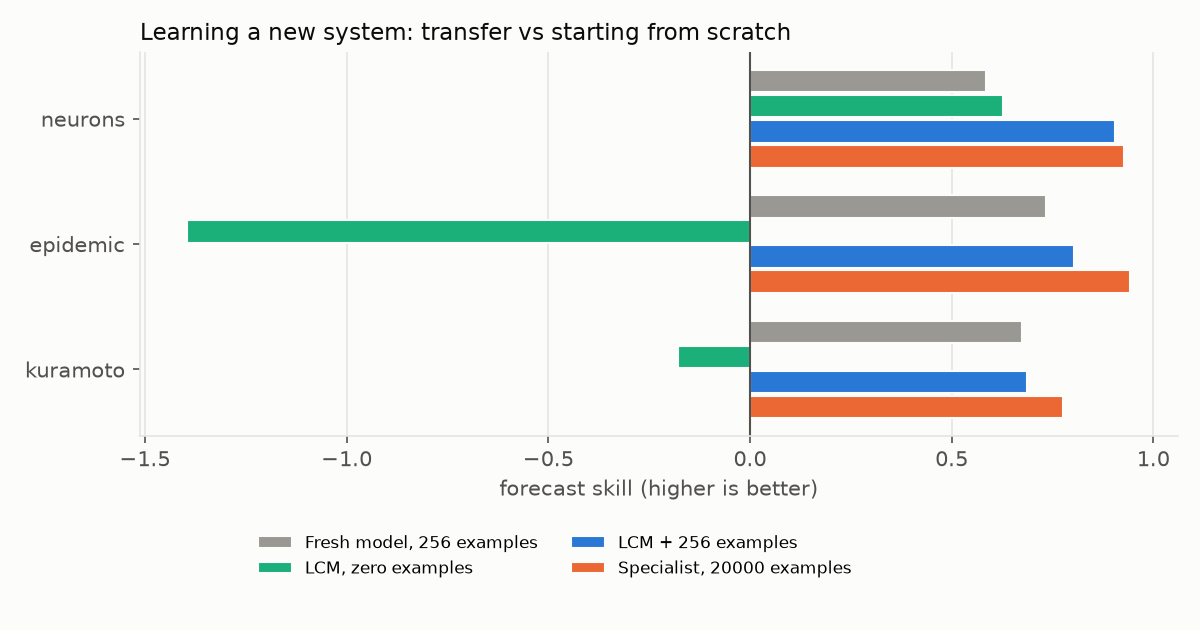 Learning a new system: transfer vs starting from scratch
neurons
epidemic
kuramoto
−1.5 −1.0 −0.5 0.0 0.5 1.0
forecast skill (higher is better)
Fresh model, 256 examples LCM + 256 examples
LCM, zero examples Specialist, 20000 examples